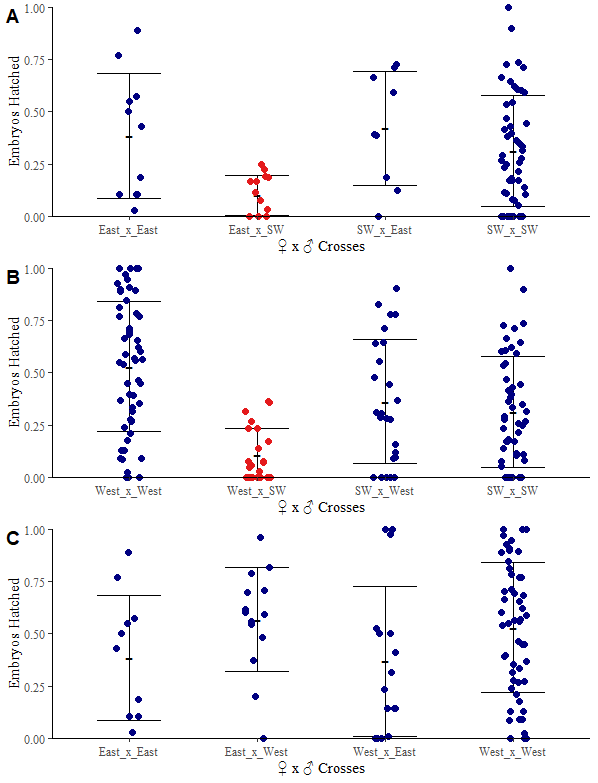 A
Embryos Hatched
1.00
0.75
0.50
0.25
0.00
East_x_East East_x_SW SW_x_East SW_x_SW
♀ x ♂ Crosses
B
Embryos Hatched
1.00
0.75
0.50
0.25
0.00
West_x_West West_x_SW SW_x_West SW_x_SW
♀ x ♂ Crosses
C
Embryos Hatched
1.00
0.75
0.50
0.25
0.00
East_x_East East_x_West West_x_East West_x_West
♀ x ♂ Crosses